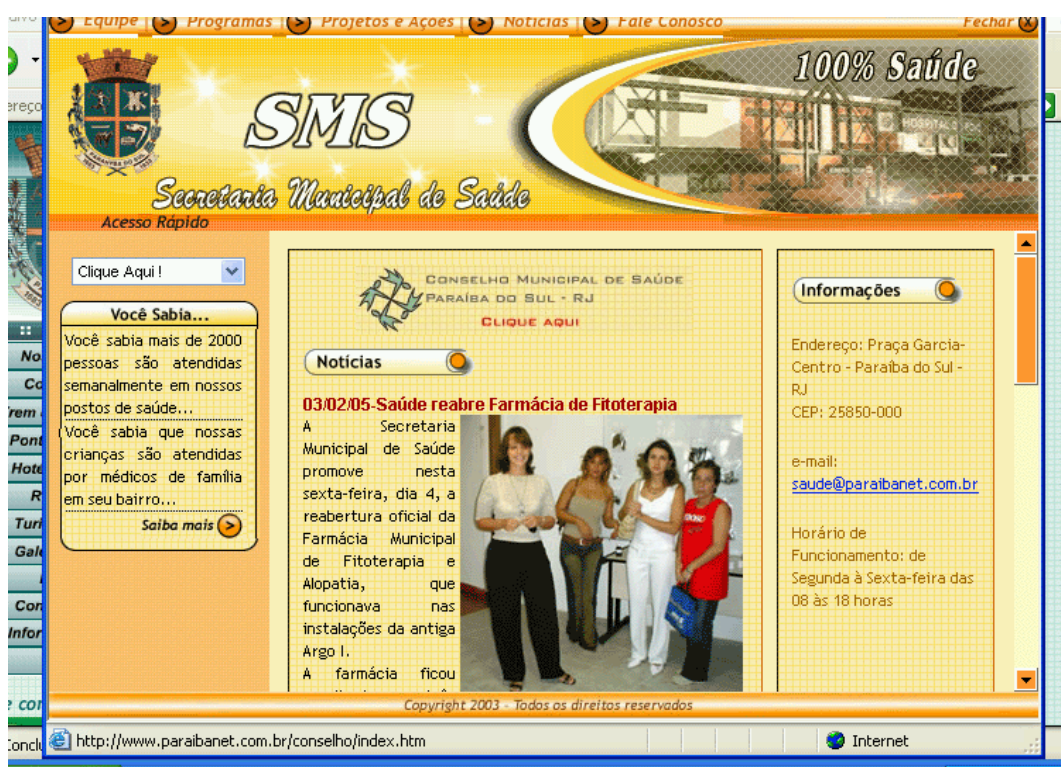 Equipe
Programas
Projetos e Ações
Notícias
Fale Conosco
Fechar
100% Saúde
SMS
HOSPITAL
Secretaria Municipal de Saúde
Acesso Rápido
Clique Aqui !
Você Sabia...
Você sabia mais de 2000
pessoas são atendidas
semanalmente em nossos
postos de saúde...
Você sabia que nossas
crianças são atendidas
por médicos de família
em seu bairro...
Saiba mais
CONSELHO MUNICIPAL DE SAÚDE
PARAÍBA DO SUL - RJ
CLIQUE AQUI
Notícias
03/02/05-Saúde reabre Farmácia de Fitoterapia
A Secretaria
Municipal de Saúde
promove nesta
sexta-feira, dia 4, a
reabertura oficial da
Farmácia Municipal
de Fitoterapia e
Alopatia, que
funcionava nas
instalações da antiga
Argo I.
A farmácia ficou
Informações
Endereço: Praça Garcia-
Centro - Paraíba do Sul -
RJ
CEP: 25850-000
e-mail:
saude@paraibanet.com.br
Horário de
Funcionamento: de
Segunda à Sexta-feira das
08 às 18 horas
Copyright 2003 - Todos os direitos reservados
http://www.paraibanet.com.br/conselho/index.htm
Internet